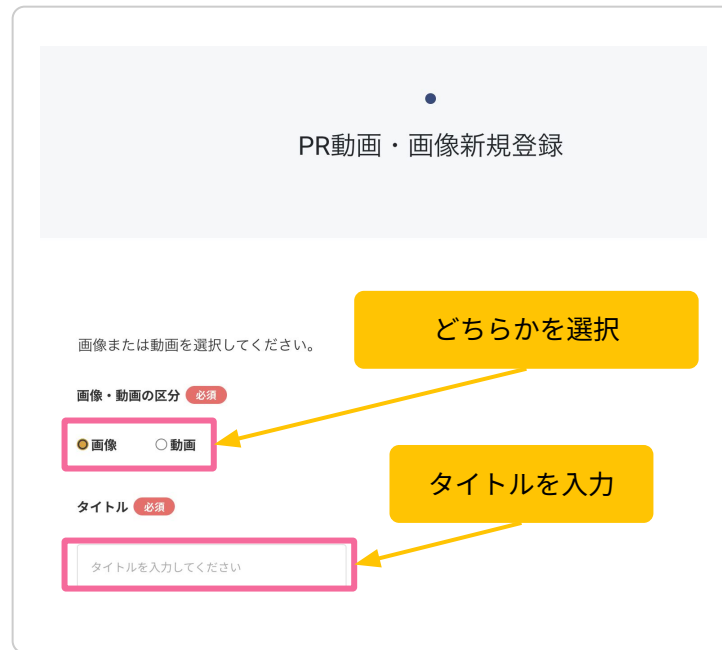 PR動画・画像新規登録
どちらかを選択
画像または動画を選択してください。
画像・動画の区分 必須
画像 動画
タイトルを入力
タイトル 必須
タイトルを入力してください